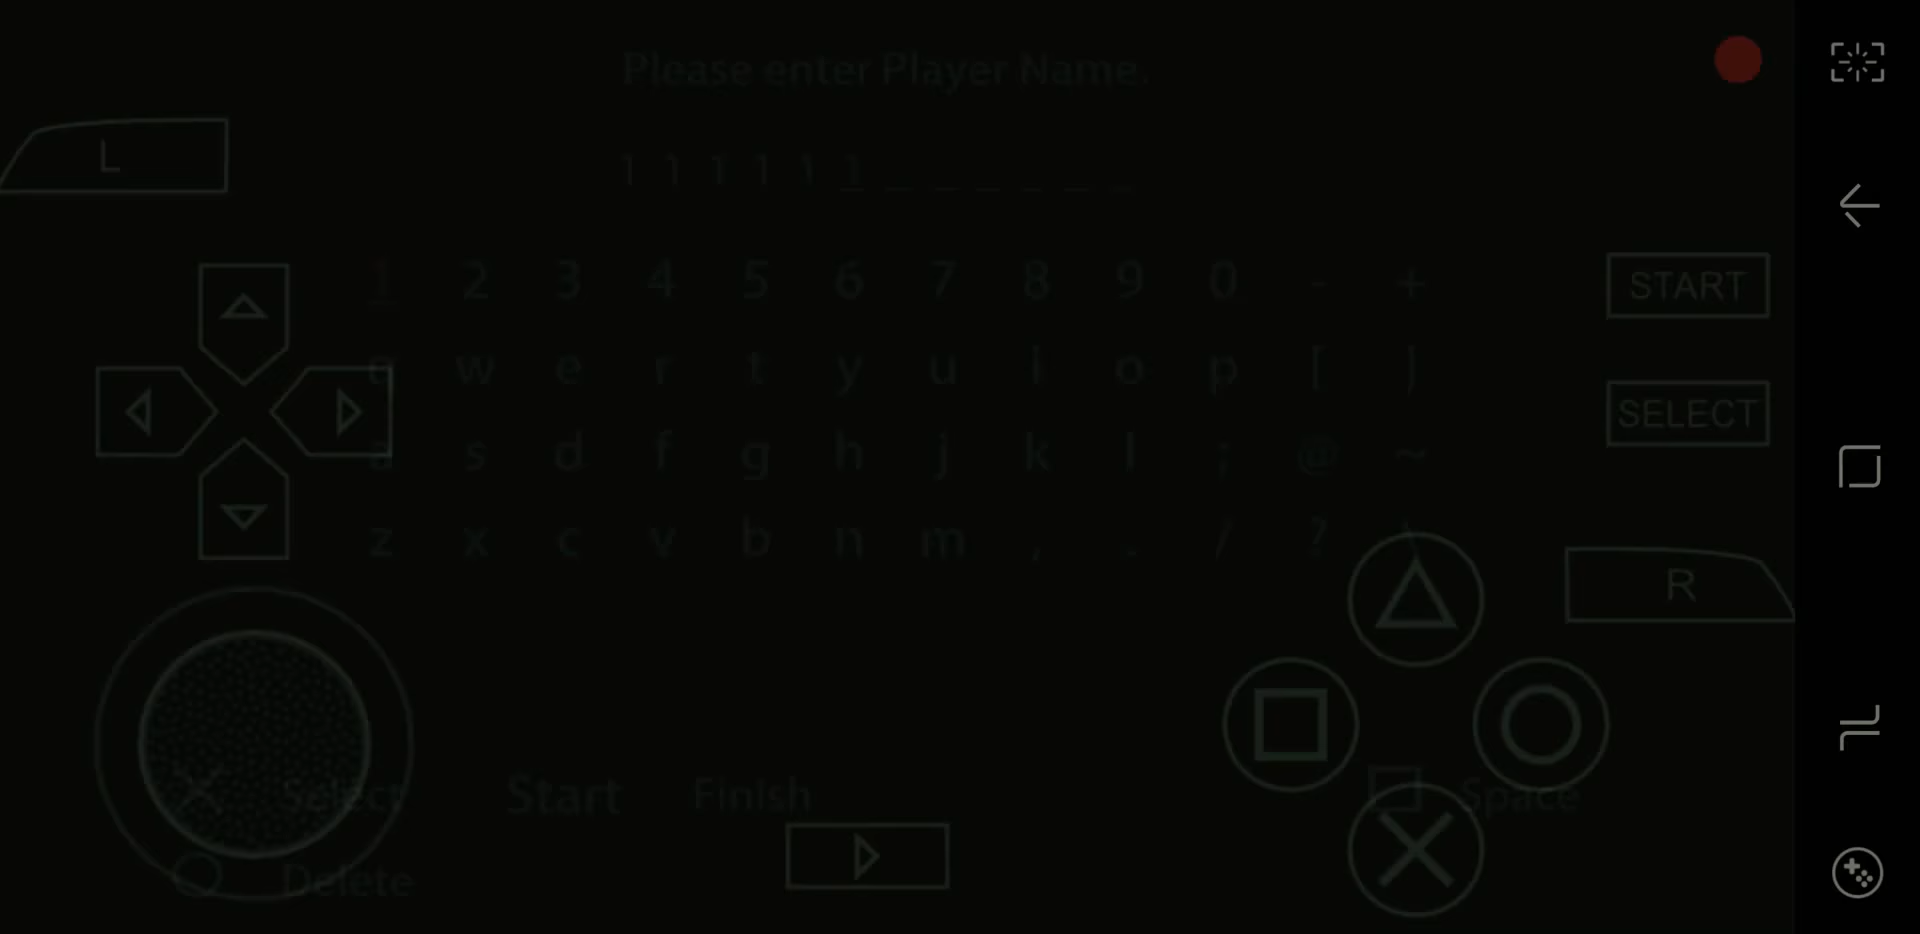 Please enter Player Name.
L
1 1 1 1 1 1 _ _ _ _ _ _
1 2 3 4 5 6 7 8 9 0 - +
START
q w e r t y u i o p [ ]
SELECT
a s d f g h j k l ; @ ~
z x c v b n m , . / ? \
R
Select Start Finish Space
Delete